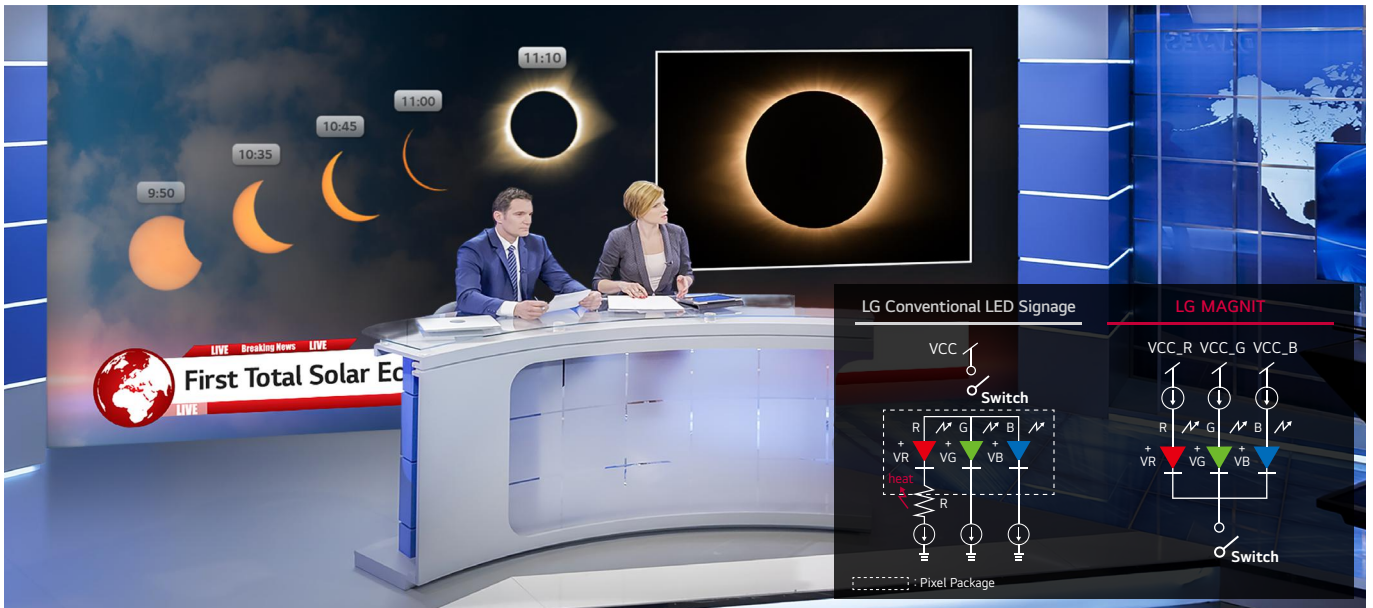 11:10
11:00
10:45
10:35
9:50
LIVE Breaking News LIVE
First Total Solar Ec
LIVE
LG Conventional LED Signage
VCC
Switch
R G B
+ + +
VR VG VB
heat
R
: Pixel Package
LG MAGNIT
VCC_R VCC_G VCC_B
R G B
+ + +
VR VG VB
Switch